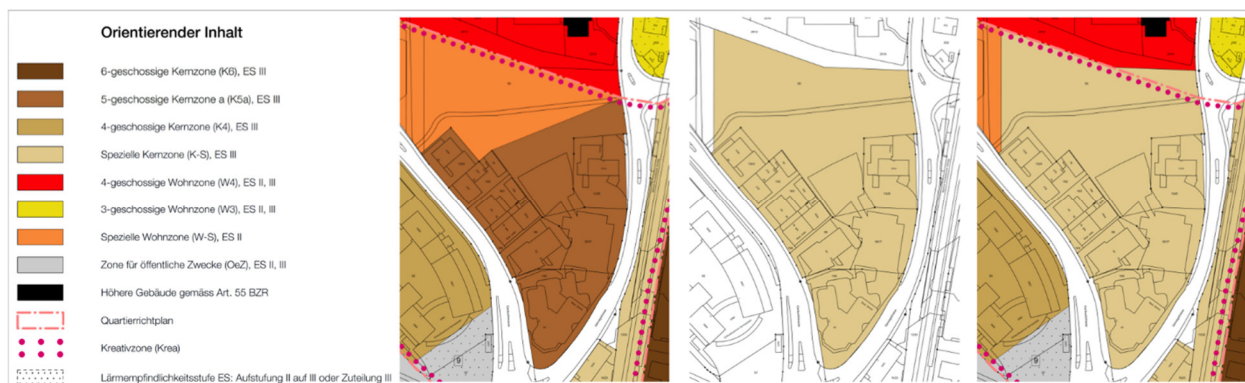 Orientierender Inhalt
6-geschossige Kernzone (K6), ES III
5-geschossige Kernzone a (K5a), ES III
4-geschossige Kernzone (K4), ES III
Spezielle Kernzone (K-S), ES III
4-geschossige Wohnzone (W4), ES II, III
3-geschossige Wohnzone (W3), ES II, III
Spezielle Wohnzone (W-S), ES II
Zone für öffentliche Zwecke (OeZ), ES II, III
Höhere Gebäude gemäss Art. 55 BZR
Quartierrichtplan
Kreativzone (Krea)
Lärmempfindlichkeitsstufe ES: Aufstufung II auf III oder Zuteilung III